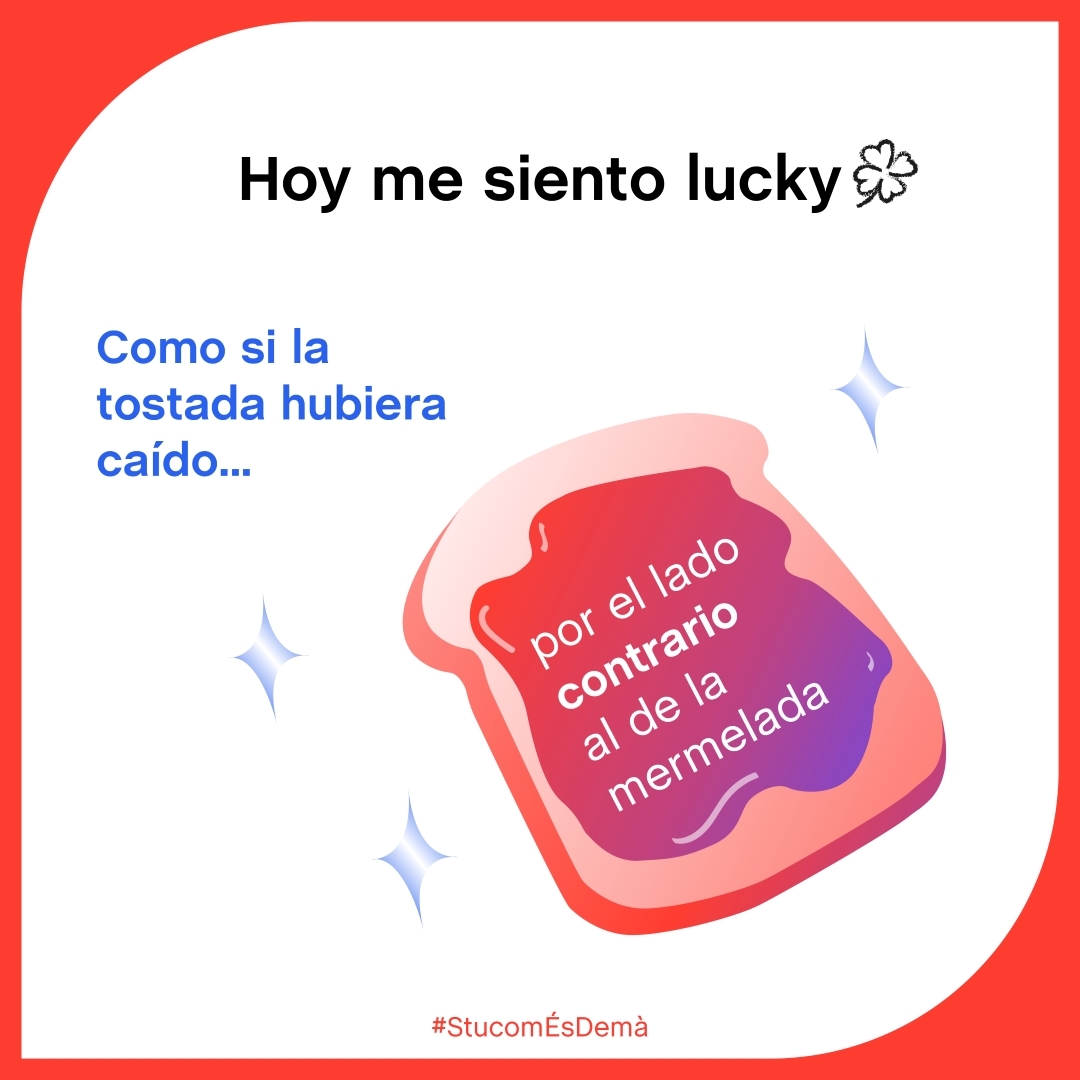 Hoy me siento lucky
Como si la
tostada hubiera
caído...
por el lado
contrario
al de la
mermelada
#StucomÉsDemà